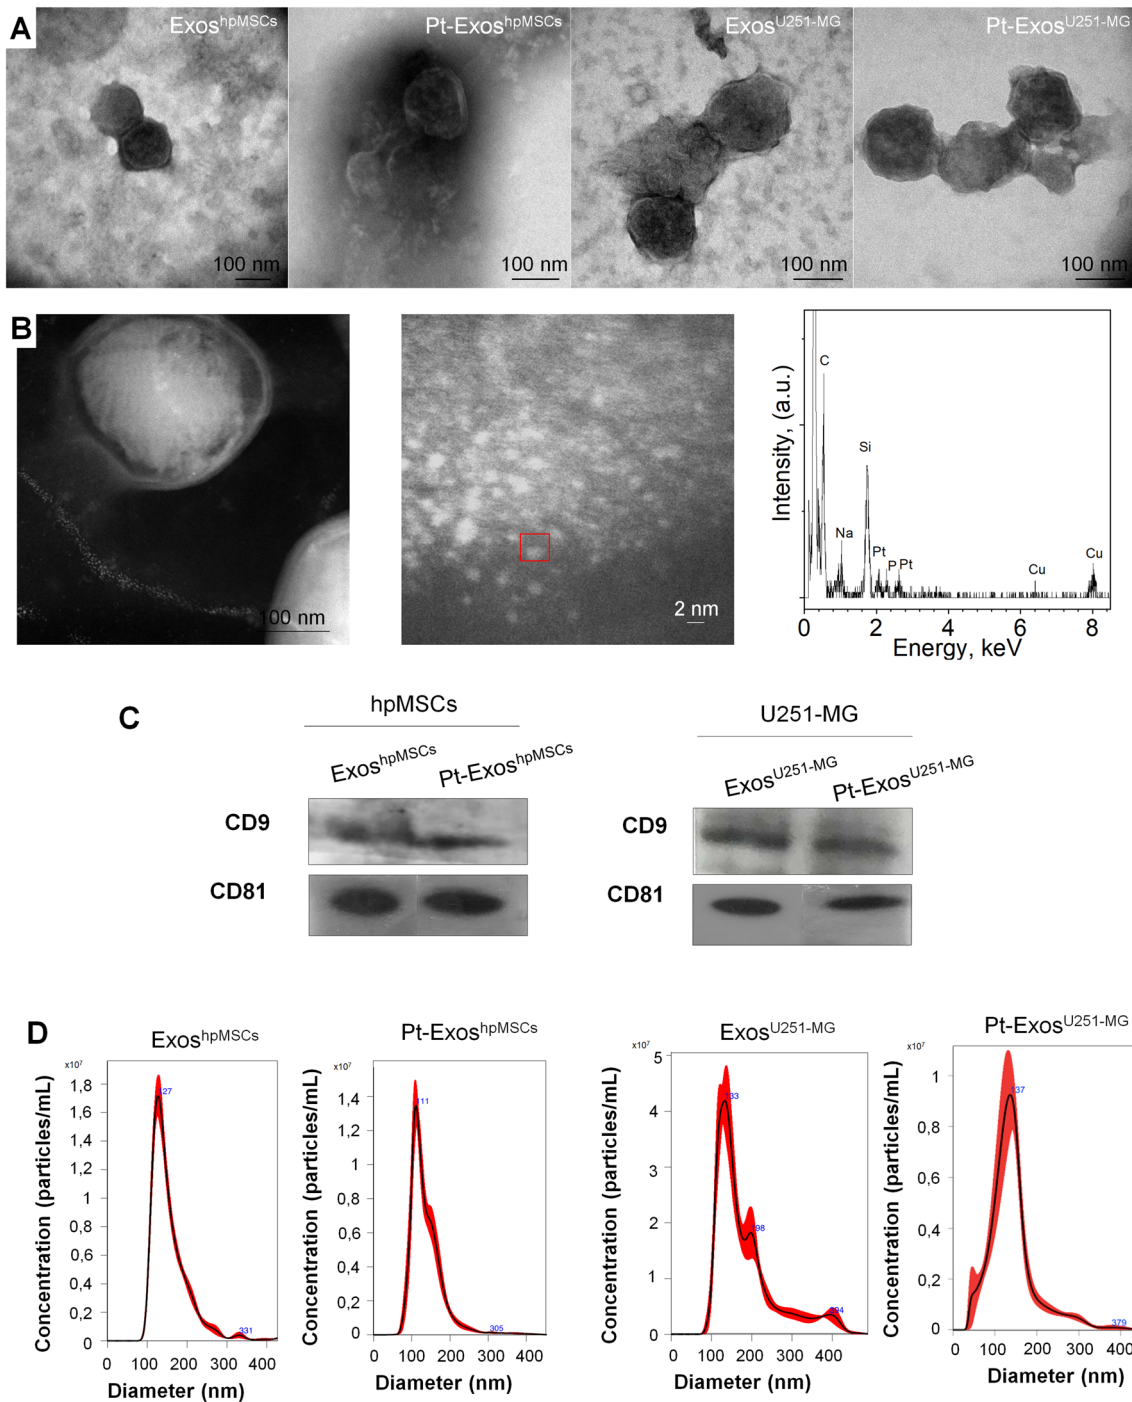 A
Exos^hpMSCs
Pt-Exos^hpMSCs
Exos^U251-MG
Pt-Exos^U251-MG
100 nm
100 nm
100 nm
100 nm
B
100 nm
2 nm
Intensity, (a.u.)
C
Si
Na
Pt
P
Pt
Cu
Cu
0 2 4 6 8
Energy, keV
C
hpMSCs
U251-MG
Exos^hpMSCs
Pt-Exos^hpMSCs
Exos^U251-MG
Pt-Exos^U251-MG
CD9
CD9
CD81
CD81
D
Exos^hpMSCs
x10⁷
Concentration (particles/mL)
1,8
1,6
1,4
1,2
1
0,8
0,6
0,4
0,2
0
127
331
0 100 200 300 400
Diameter (nm)
Pt-Exos^hpMSCs
x10⁷
Concentration (particles/mL)
1,4
1,2
1
0,8
0,6
0,4
0,2
0
111
305
0 100 200 300 400
Diameter (nm)
Exos^U251-MG
x10⁷
Concentration (particles/mL)
5
4
3
2
1
0
133
198
394
0 100 200 300 400
Diameter (nm)
Pt-Exos^U251-MG
x10⁷
Concentration (particles/mL)
1
0,8
0,6
0,4
0,2
0
137
379
0 100 200 300 400
Diameter (nm)